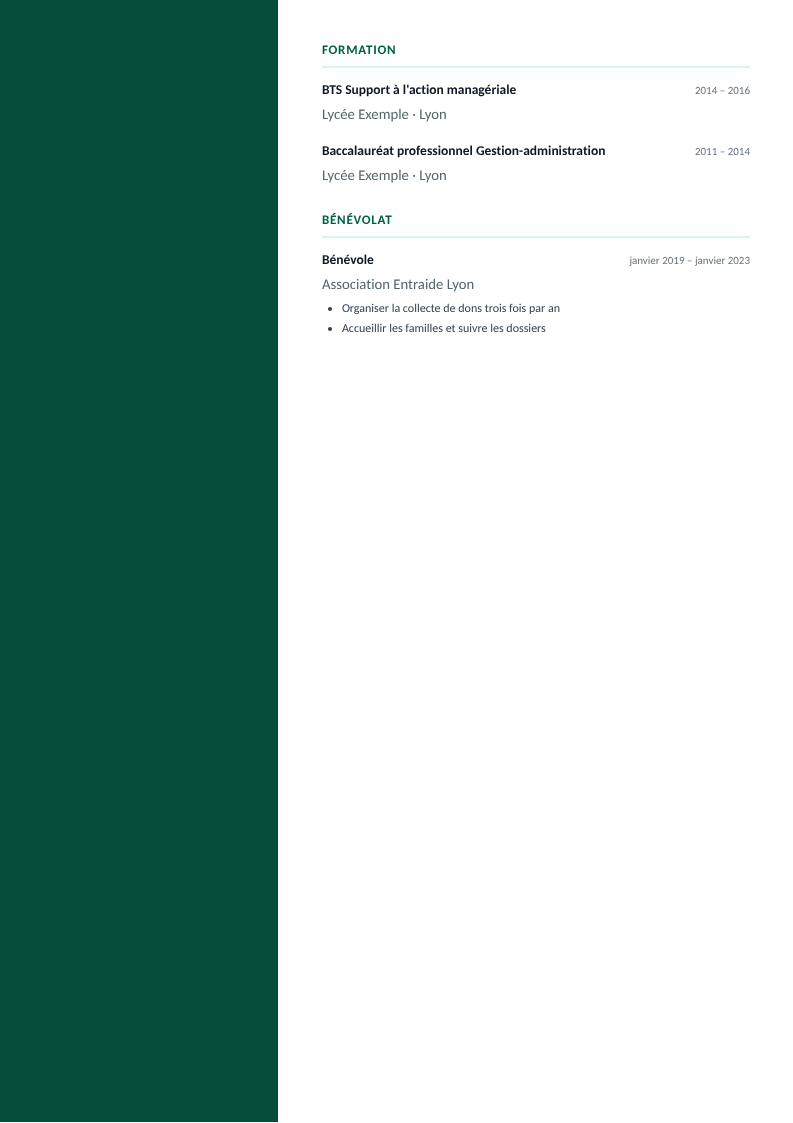 FORMATION
BTS Support à l'action managériale 2014 – 2016
Lycée Exemple · Lyon
Baccalauréat professionnel Gestion-administration 2011 – 2014
Lycée Exemple · Lyon
BÉNÉVOLAT
Bénévole janvier 2019 – janvier 2023
Association Entraide Lyon
• Organiser la collecte de dons trois fois par an
• Accueillir les familles et suivre les dossiers